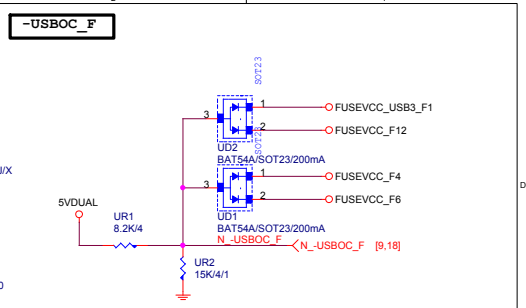 -USBOC_F
SOT23
3
1
FUSEVCC_USB3_F1
2
FUSEVCC_F12
UD2
BAT54A/SOT23/200mA
SOT23
3
1
FUSEVCC_F4
2
FUSEVCC_F6
UD1
BAT54A/SOT23/200mA
5VDUAL
UR1
8.2K/4
N_-USBOC_F
N_-USBOC_F [9,18]
UR2
15K/4/1
/X
D
0